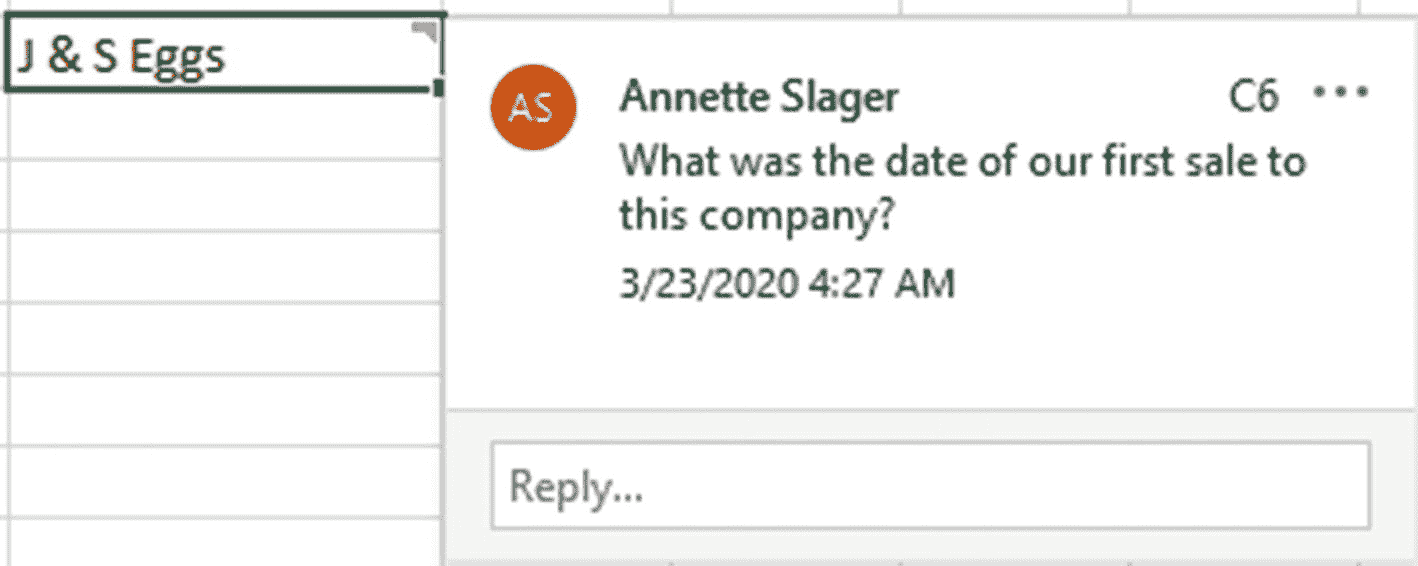 J & S Eggs
AS
Annette Slager C6
What was the date of our first sale to
this company?
3/23/2020 4:27 AM
Reply...